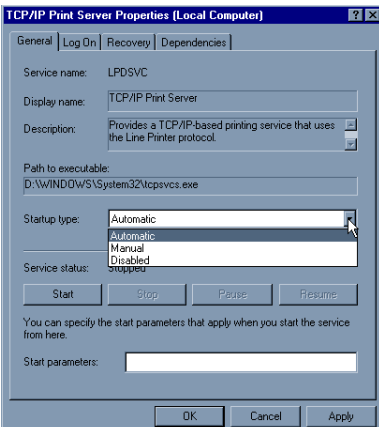 TCP/IP Print Server Properties (Local Computer)
General Log On Recovery Dependencies
Service name: LPDSVC
Display name: TCP/IP Print Server
Description: Provides a TCP/IP-based printing service that uses
the Line Printer protocol.
Path to executable:
D:\WINDOWS\System32\tcpsvcs.exe
Startup type: Automatic
Automatic
Manual
Disabled
Service status: Stopped
Start Stop Pause Resume
You can specify the start parameters that apply when you start the service
from here.
Start parameters:
OK Cancel Apply